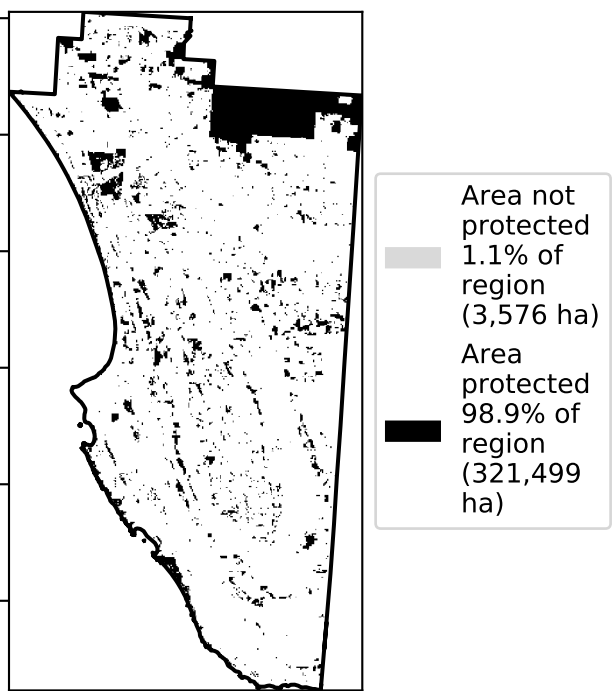 Area not
protected
1.1% of
region
(3,576 ha)
Area
protected
98.9% of
region
(321,499
ha)